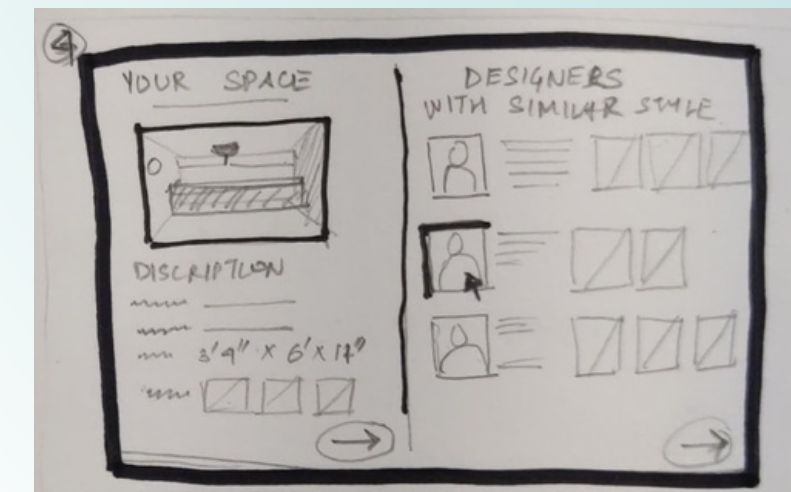 4
YOUR SPACE
DISCRIPTION
3'9" × 6' × 17"
DESIGNERS
WITH SIMILAR STYLE